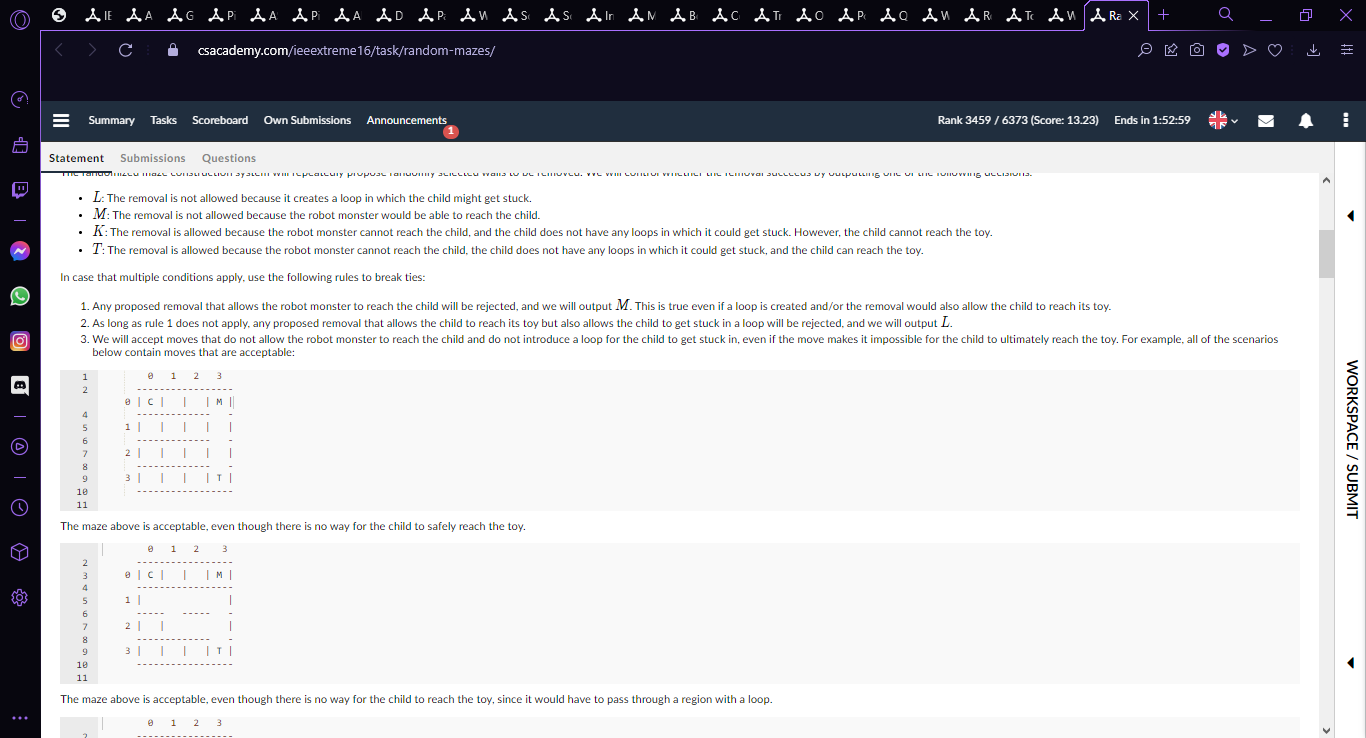 IE A G Pi A Pi A D P W S S In M B C Tr O P Q W R To W Ra
csacademy.com/ieeextreme16/task/random-mazes/
Summary Tasks Scoreboard Own Submissions Announcements 1 Rank 3459 / 6373 (Score: 13.23) Ends in 1:52:59
Statement Submissions Questions
The randomized maze construction system will repeatedly propose randomly selected walls to be removed. We will control whether the removal succeeds by outputting one of the following decisions:
• L: The removal is not allowed because it creates a loop in which the child might get stuck.
• M: The removal is not allowed because the robot monster would be able to reach the child.
• K: The removal is allowed because the robot monster cannot reach the child, and the child does not have any loops in which it could get stuck. However, the child cannot reach the toy.
• T: The removal is allowed because the robot monster cannot reach the child, the child does not have any loops in which it could get stuck, and the child can reach the toy.
In case that multiple conditions apply, use the following rules to break ties:
1. Any proposed removal that allows the robot monster to reach the child will be rejected, and we will output M. This is true even if a loop is created and/or the removal would also allow the child to reach its toy.
2. As long as rule 1 does not apply, any proposed removal that allows the child to reach its toy but also allows the child to get stuck in a loop will be rejected, and we will output L.
3. We will accept moves that do not allow the robot monster to reach the child and do not introduce a loop for the child to get stuck in, even if the move makes it impossible for the child to ultimately reach the toy. For example, all of the scenarios
below contain moves that are acceptable:
1 0 1 2 3
2 -----------------
0 | C | | | M |
4 ------------- -
5 1 | | | | |
6 ------------- -
7 2 | | | | |
8 ------------- -
9 3 | | | | T |
10 -----------------
11
The maze above is acceptable, even though there is no way for the child to safely reach the toy.
0 1 2 3
2 -----------------
3 0 | C | | | M |
4 -----------------
5 1 | |
6 ----- ----- -
7 2 | | |
8 ------------- -
9 3 | | | | T |
10 -----------------
11
The maze above is acceptable, even though there is no way for the child to reach the toy, since it would have to pass through a region with a loop.
0 1 2 3
2 -----------------
WORKSPACE / SUBMIT